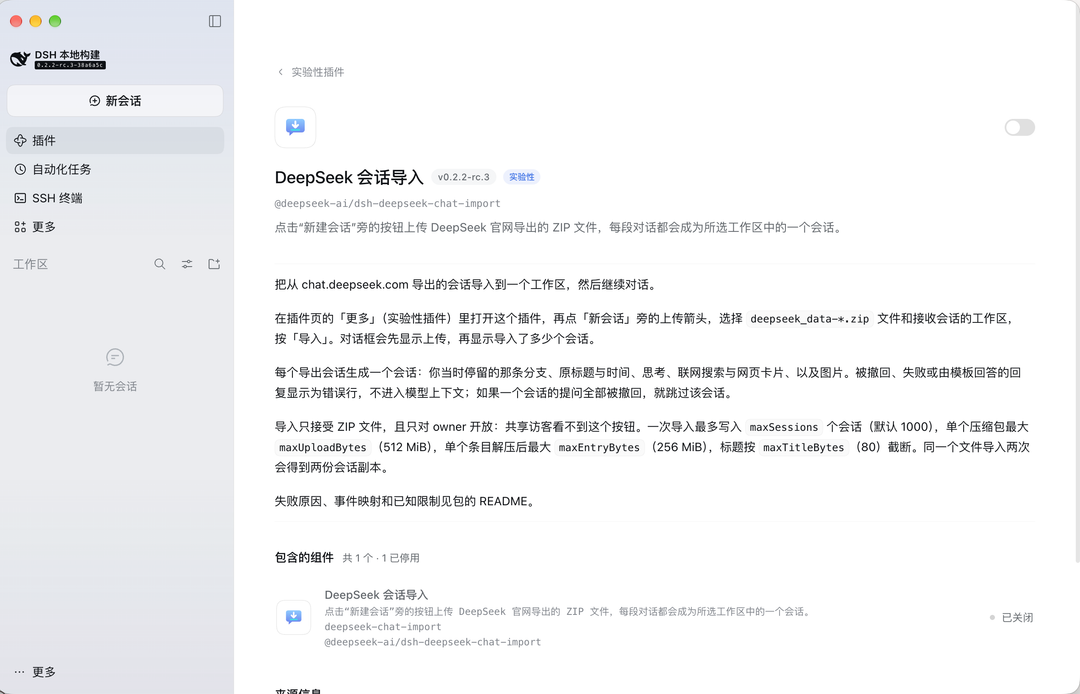 DSH 本地构建
0.2.2-rc.3-38a6a5c
新会话
插件
自动化任务
SSH 终端
更多
工作区
暂无会话
更多
实验性插件
DeepSeek 会话导入 v0.2.2-rc.3 实验性
@deepseek-ai/dsh-deepseek-chat-import
点击“新建会话”旁的按钮上传 DeepSeek 官网导出的 ZIP 文件，每段对话都会成为所选工作区中的一个会话。
把从 chat.deepseek.com 导出的会话导入到一个工作区，然后继续对话。
在插件页的「更多」（实验性插件）里打开这个插件，再点「新会话」旁的上传箭头，选择 deepseek_data-*.zip 文件和接收会话的工作区，
按「导入」。对话框会先显示上传，再显示导入了多少个会话。
每个导出会话生成一个会话：你当时停留的那条分支、原标题与时间、思考、联网搜索与网页卡片、以及图片。被撤回、失败或由模板回答的回
复显示为错误行，不进入模型上下文；如果一个会话的提问全部被撤回，就跳过该会话。
导入只接受 ZIP 文件，且只对 owner 开放：共享访客看不到这个按钮。一次导入最多写入 maxSessions 个会话（默认 1000），单个压缩包最大
maxUploadBytes （512 MiB），单个条目解压后最大 maxEntryBytes （256 MiB），标题按 maxTitleBytes （80）截断。同一个文件导入两次
会得到两份会话副本。
失败原因、事件映射和已知限制见包的 README。
包含的组件 共 1 个 · 1 已停用
DeepSeek 会话导入
点击“新建会话”旁的按钮上传 DeepSeek 官网导出的 ZIP 文件，每段对话都会成为所选工作区中的一个会话。
deepseek-chat-import
@deepseek-ai/dsh-deepseek-chat-import
已关闭
来源信息